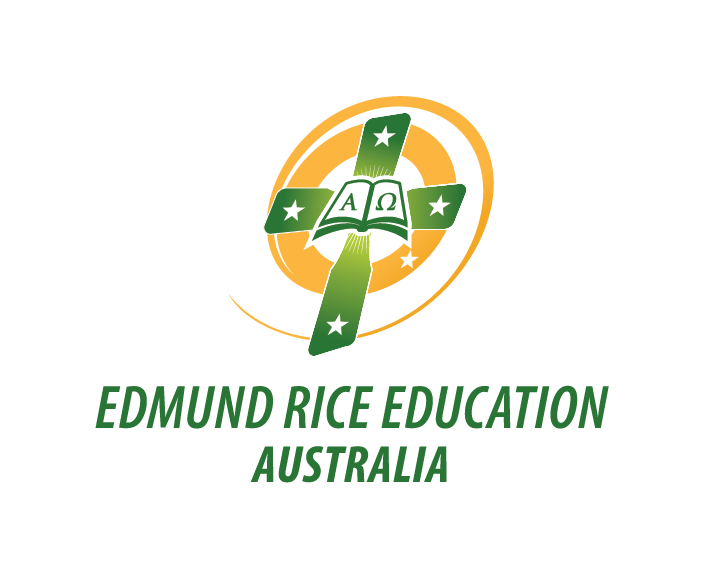 Α Ω
EDMUND RICE EDUCATION
AUSTRALIA